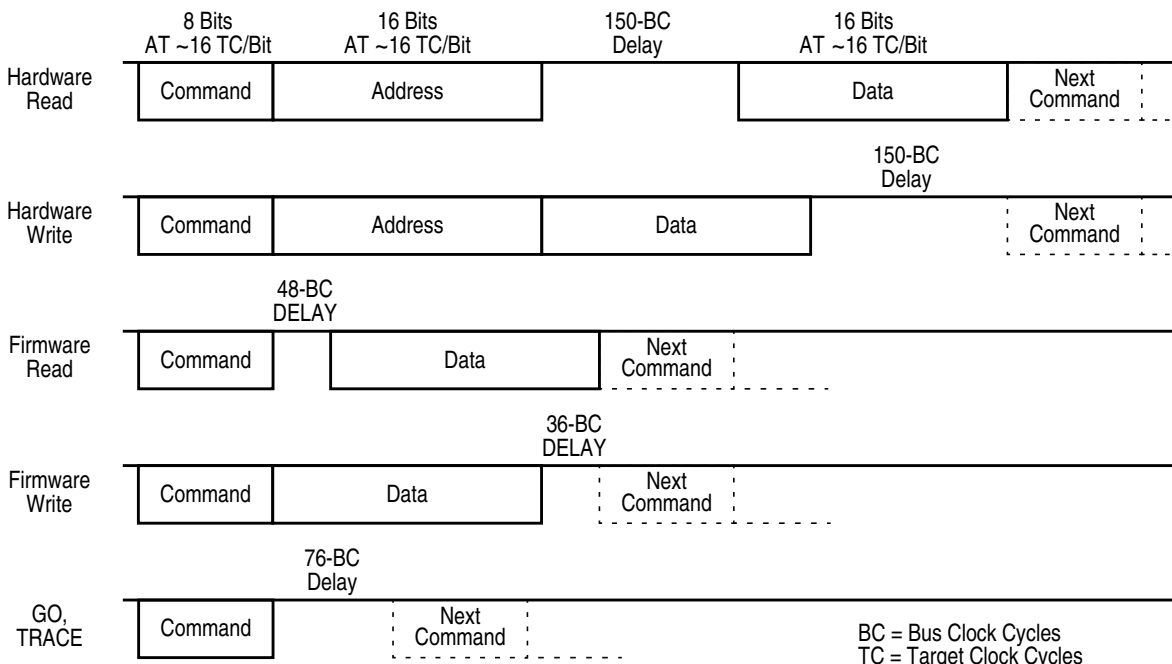 8 Bits
AT ~16 TC/Bit
16 Bits
AT ~16 TC/Bit
150-BC
Delay
16 Bits
AT ~16 TC/Bit
Hardware
Read
Command
Address
Data
Next
Command
150-BC
Delay
Hardware
Write
Command
Address
Data
Next
Command
48-BC
DELAY
Firmware
Read
Command
Data
Next
Command
36-BC
DELAY
Firmware
Write
Command
Data
Next
Command
76-BC
Delay
GO,
TRACE
Command
Next
Command
BC = Bus Clock Cycles
TC = Target Clock Cycles